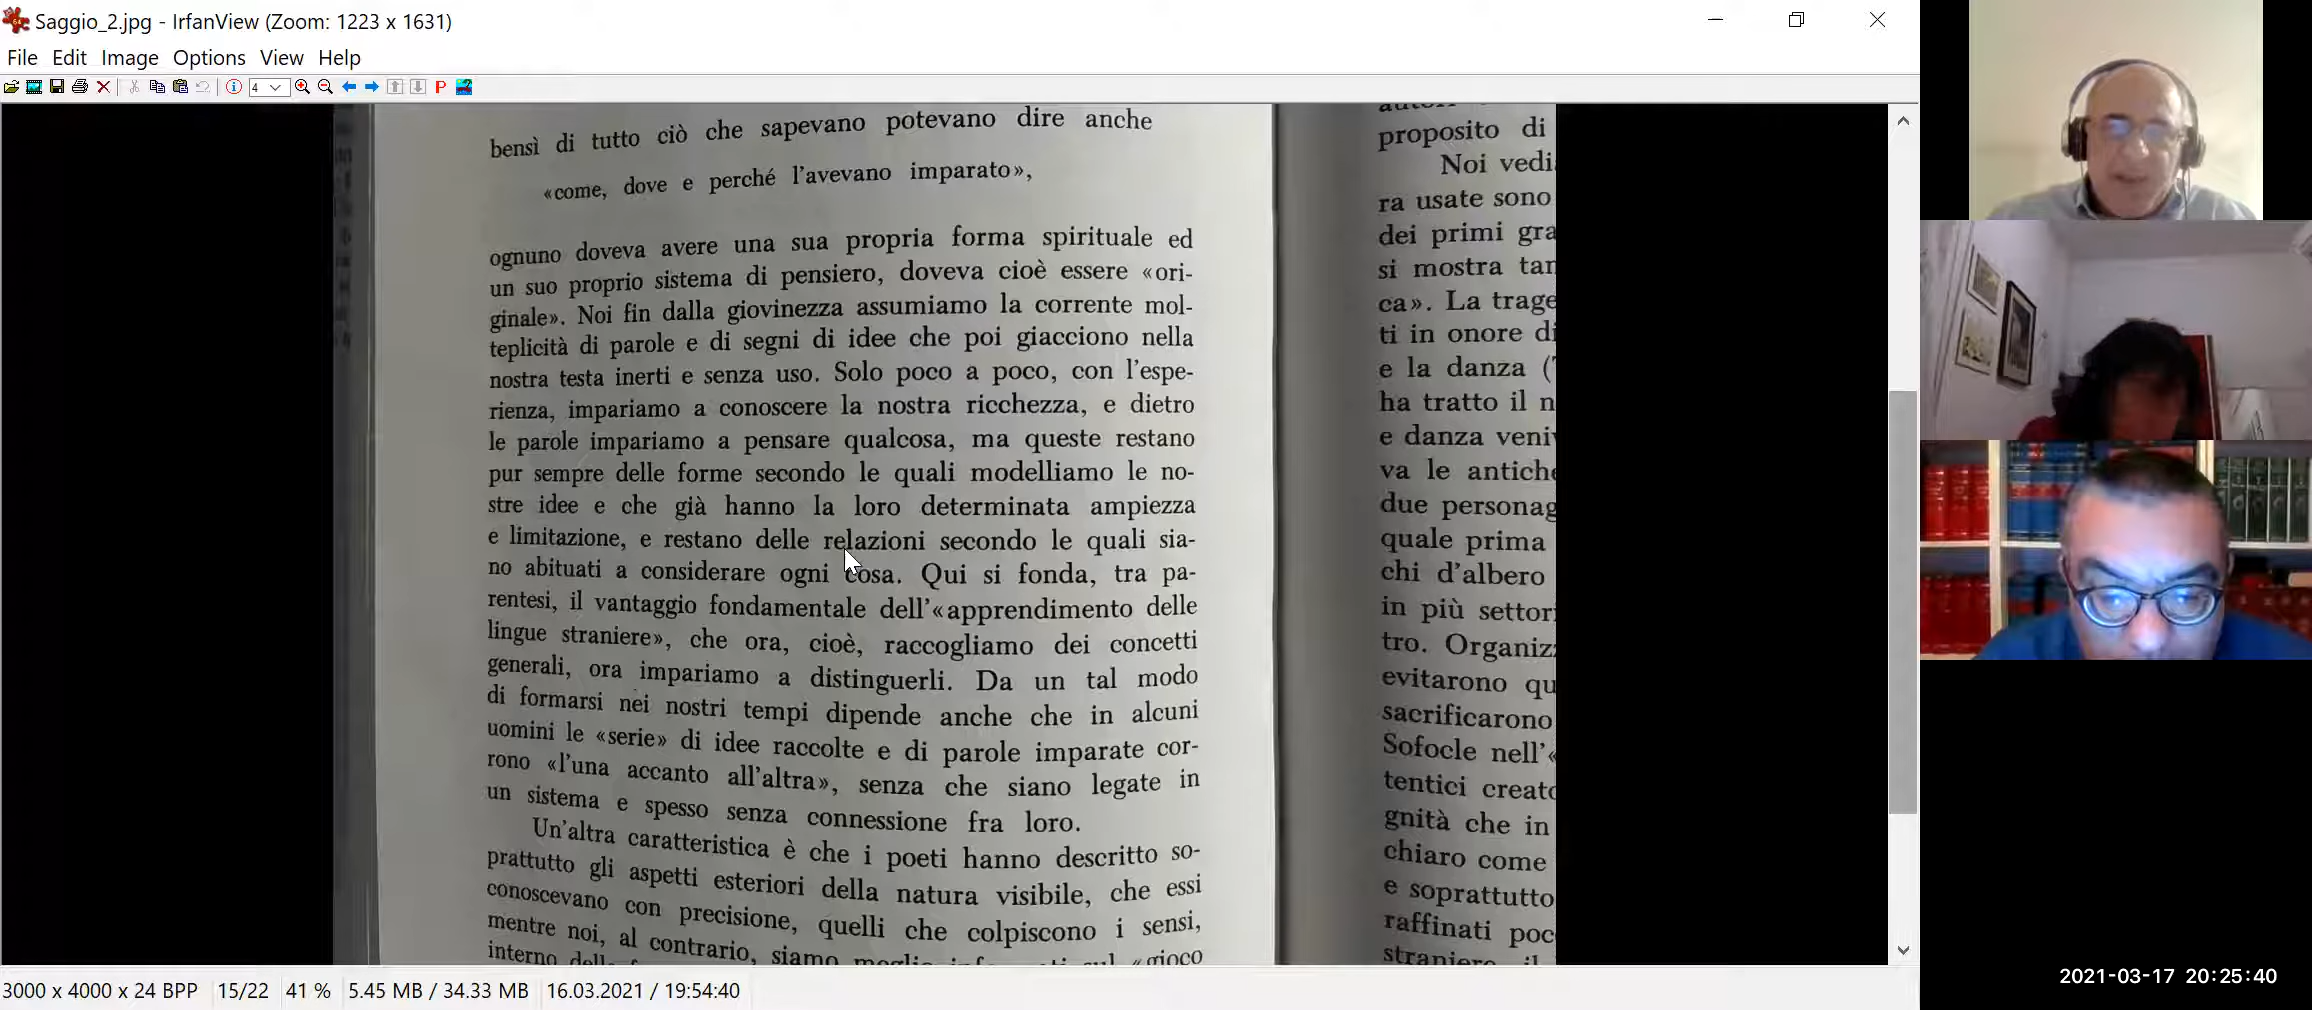 Saggio_2.jpg - IrfanView (Zoom: 1223 x 1631)
File Edit Image Options View Help
4
P
bensì di tutto ciò che sapevano potevano dire anche
«come, dove e perché l'avevano imparato»,
ognuno doveva avere una sua propria forma spirituale ed
un suo proprio sistema di pensiero, doveva cioè essere «ori-
ginale». Noi fin dalla giovinezza assumiamo la corrente mol-
teplicità di parole e di segni di idee che poi giacciono nella
nostra testa inerti e senza uso. Solo poco a poco, con l'espe-
rienza, impariamo a conoscere la nostra ricchezza, e dietro
le parole impariamo a pensare qualcosa, ma queste restano
pur sempre delle forme secondo le quali modelliamo le no-
stre idee e che già hanno la loro determinata ampiezza
e limitazione, e restano delle relazioni secondo le quali sia-
no abituati a considerare ogni cosa. Qui si fonda, tra pa-
rentesi, il vantaggio fondamentale dell'«apprendimento delle
lingue straniere», che ora, cioè, raccogliamo dei concetti
generali, ora impariamo a distinguerli. Da un tal modo
di formarsi nei nostri tempi dipende anche che in alcuni
uomini le «serie» di idee raccolte e di parole imparate cor-
rono «l'una accanto all'altra», senza che siano legate in
un sistema e spesso senza connessione fra loro.
Un'altra caratteristica è che i poeti hanno descritto so-
prattutto gli aspetti esteriori della natura visibile, che essi
conoscevano con precisione, quelli che colpiscono i sensi,
mentre noi, al contrario, siamo meglio sul «gioco
interno
proposito di
Noi vedi
ra usate sono
dei primi gra
si mostra tan
ca». La trage
ti in onore di
e la danza (
ha tratto il n
e danza veni
va le antiche
due personag
quale prima
chi d'albero
in più settori
tro. Organiz
evitarono qu
sacrificarono
Sofocle nell'«
tentici creato
gnità che in
chiaro come
e soprattutto
raffinati poc
straniere, il
3000 x 4000 x 24 BPP 15/22 41 % 5.45 MB / 34.33 MB 16.03.2021 / 19:54:40
2021-03-17 20:25:40